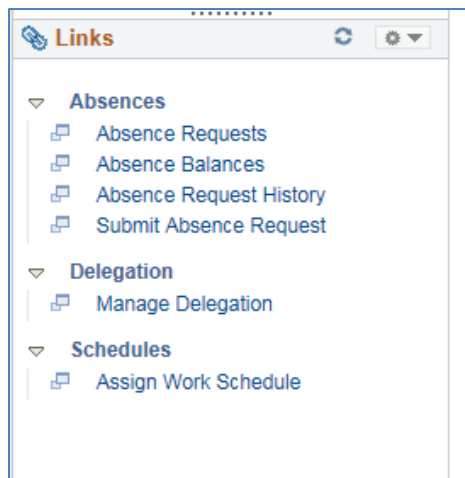 Links
Absences
Absence Requests
Absence Balances
Absence Request History
Submit Absence Request
Delegation
Manage Delegation
Schedules
Assign Work Schedule